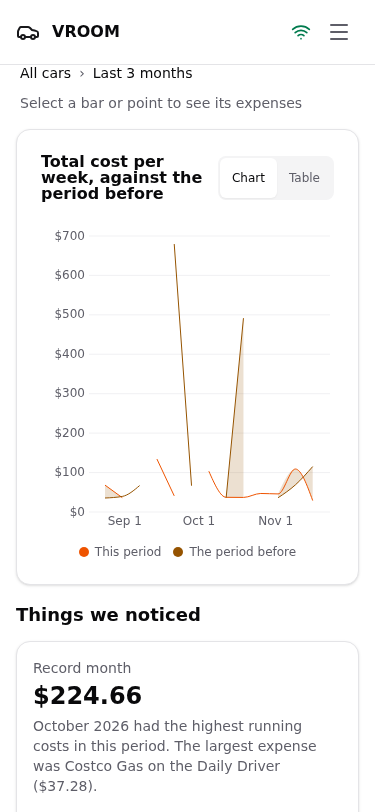 VROOM
All cars › Last 3 months
Select a bar or point to see its expenses
Total cost per
week, against the
period before
Chart
Table
$700
$600
$500
$400
$300
$200
$100
$0
Sep 1
Oct 1
Nov 1
This period
The period before
Things we noticed
Record month
$224.66
October 2026 had the highest running
costs in this period. The largest expense
was Costco Gas on the Daily Driver
($37.28).